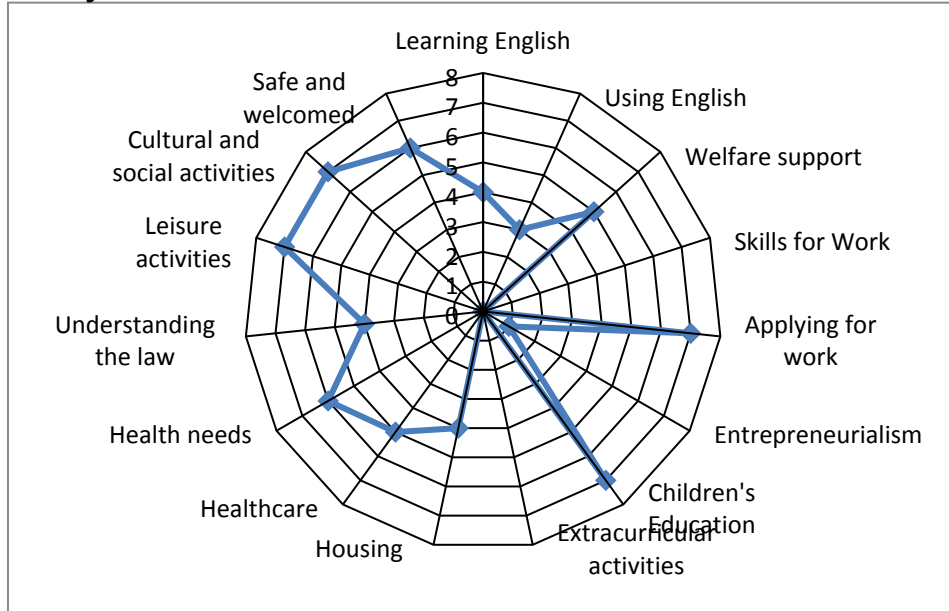 Learning English
Using English
Welfare support
Skills for Work
Applying for
work
Entrepreneurialism
Children's
Education
Extracurricular
activities
Housing
Healthcare
Health needs
Understanding
the law
Leisure
activities
Cultural and
social activities
Safe and
welcomed
8
7
6
5
4
3
2
1
0